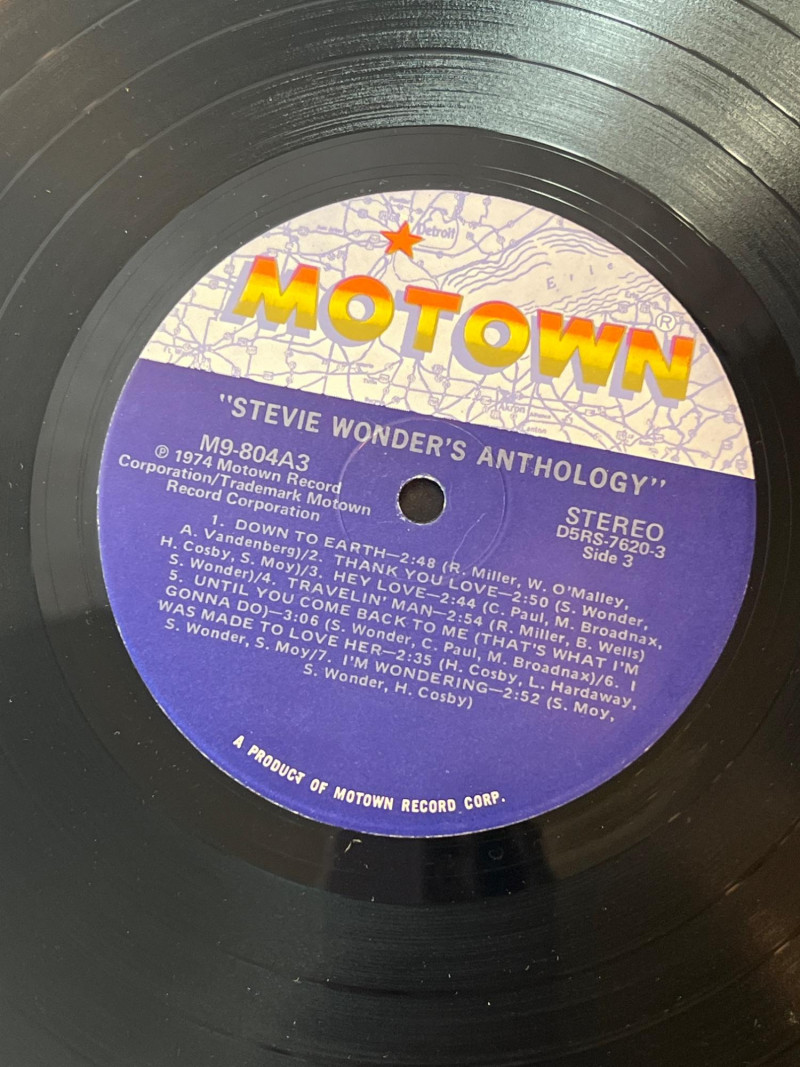 Detroit
Erie
MOTOWN®
Akron
"STEVIE WONDER'S ANTHOLOGY"
M9-804A3
℗ 1974 Motown Record
Corporation/Trademark Motown
Record Corporation
STEREO
D5RS-7620-3
Side 3
1. DOWN TO EARTH—2:48 (R. Miller, W. O'Malley,
A. Vandenberg)/2. THANK YOU LOVE—2:50 (S. Wonder,
H. Cosby, S. Moy)/3. HEY LOVE—2:44 (C. Paul, M. Broadnax,
S. Wonder)/4. TRAVELIN' MAN—2:54 (R. Miller, B. Wells)
5. UNTIL YOU COME BACK TO ME (THAT'S WHAT I'M
GONNA DO)—3:06 (S. Wonder, C. Paul, M. Broadnax)/6. I
WAS MADE TO LOVE HER—2:35 (H. Cosby, L. Hardaway,
S. Wonder, S. Moy/7. I'M WONDERING—2:52 (S. Moy,
S. Wonder, H. Cosby)
A PRODUCT OF MOTOWN RECORD CORP.